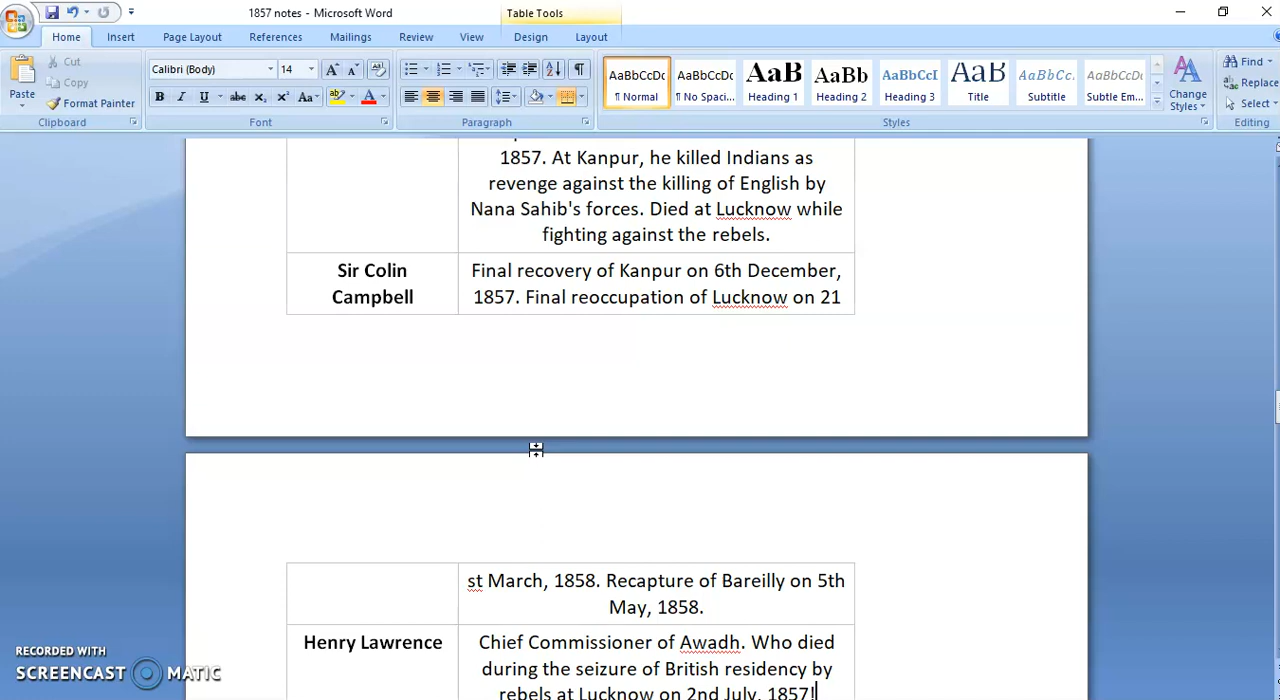 1857 notes - Microsoft Word
Table Tools
Home Insert Page Layout References Mailings Review View Design Layout
Paste
Cut
Copy
Format Painter
Clipboard
Calibri (Body) 14
Font
Paragraph
AaBbCcDc AaBbCcDc AaB AaBb AaBbCcI AaB AaBbCc. AaBbCcDc
¶ Normal ¶ No Spaci... Heading 1 Heading 2 Heading 3 Title Subtitle Subtle Em...
Change
Styles
Styles
Find
Replace
Select
Editing
1857. At Kanpur, he killed Indians as
revenge against the killing of English by
Nana Sahib's forces. Died at Lucknow while
fighting against the rebels.
Sir Colin
Campbell
Final recovery of Kanpur on 6th December,
1857. Final reoccupation of Lucknow on 21
st March, 1858. Recapture of Bareilly on 5th
May, 1858.
Henry Lawrence
Chief Commissioner of Awadh. Who died
during the seizure of British residency by
rebels at Lucknow on 2nd July, 1857!
RECORDED WITH
SCREENCAST MATIC